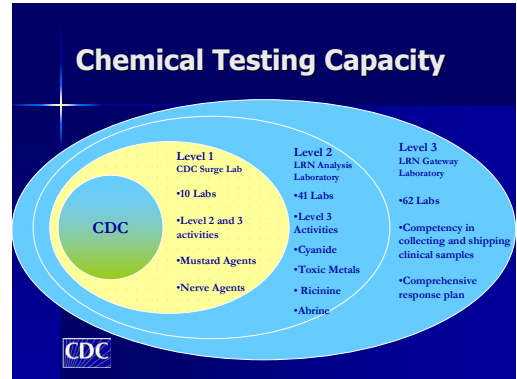 Chemical Testing Capacity
CDC
Level 1
CDC Surge Lab
•10 Labs
•Level 2 and 3
activities
•Mustard Agents
•Nerve Agents
Level 2
LRN Analysis
Laboratory
•41 Labs
•Level 3
Activities
•Cyanide
•Toxic Metals
• Ricinine
•Abrine
Level 3
LRN Gateway
Laboratory
•62 Labs
•Competency in
collecting and shipping
clinical samples
•Comprehensive
response plan
CDC